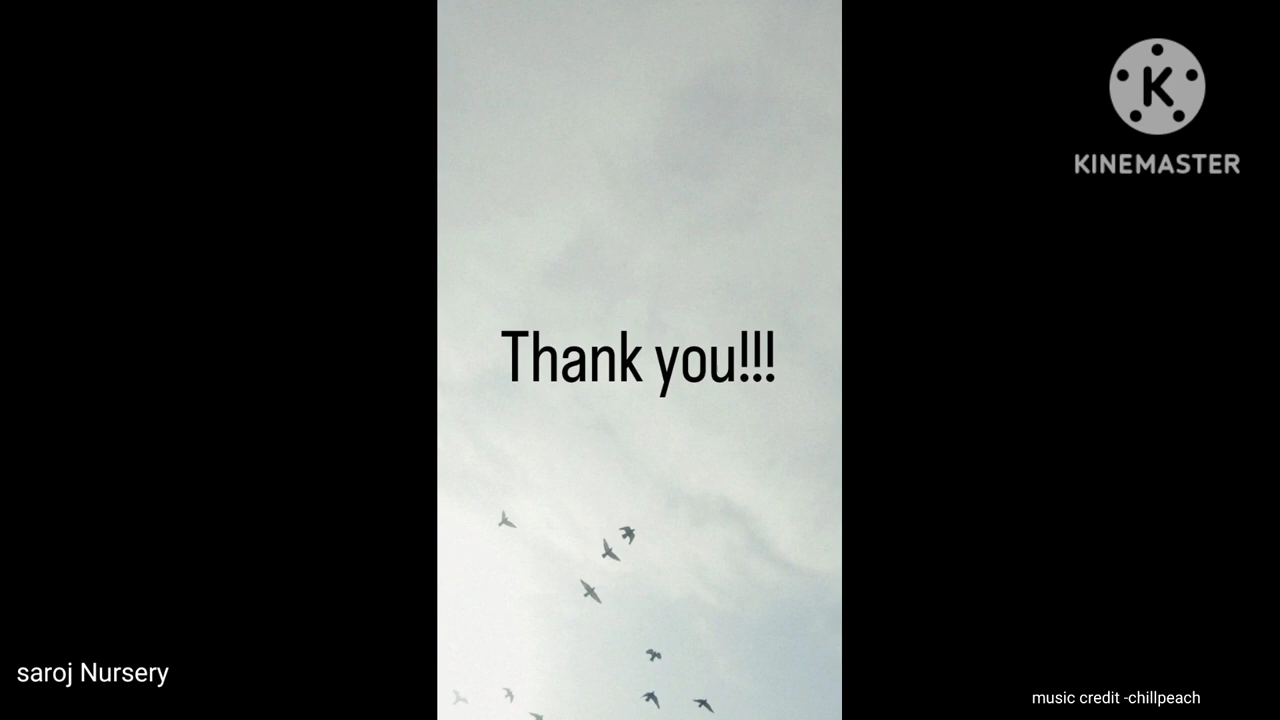 K
KINEMASTER
Thank you!!!
saroj Nursery
music credit -chillpeach